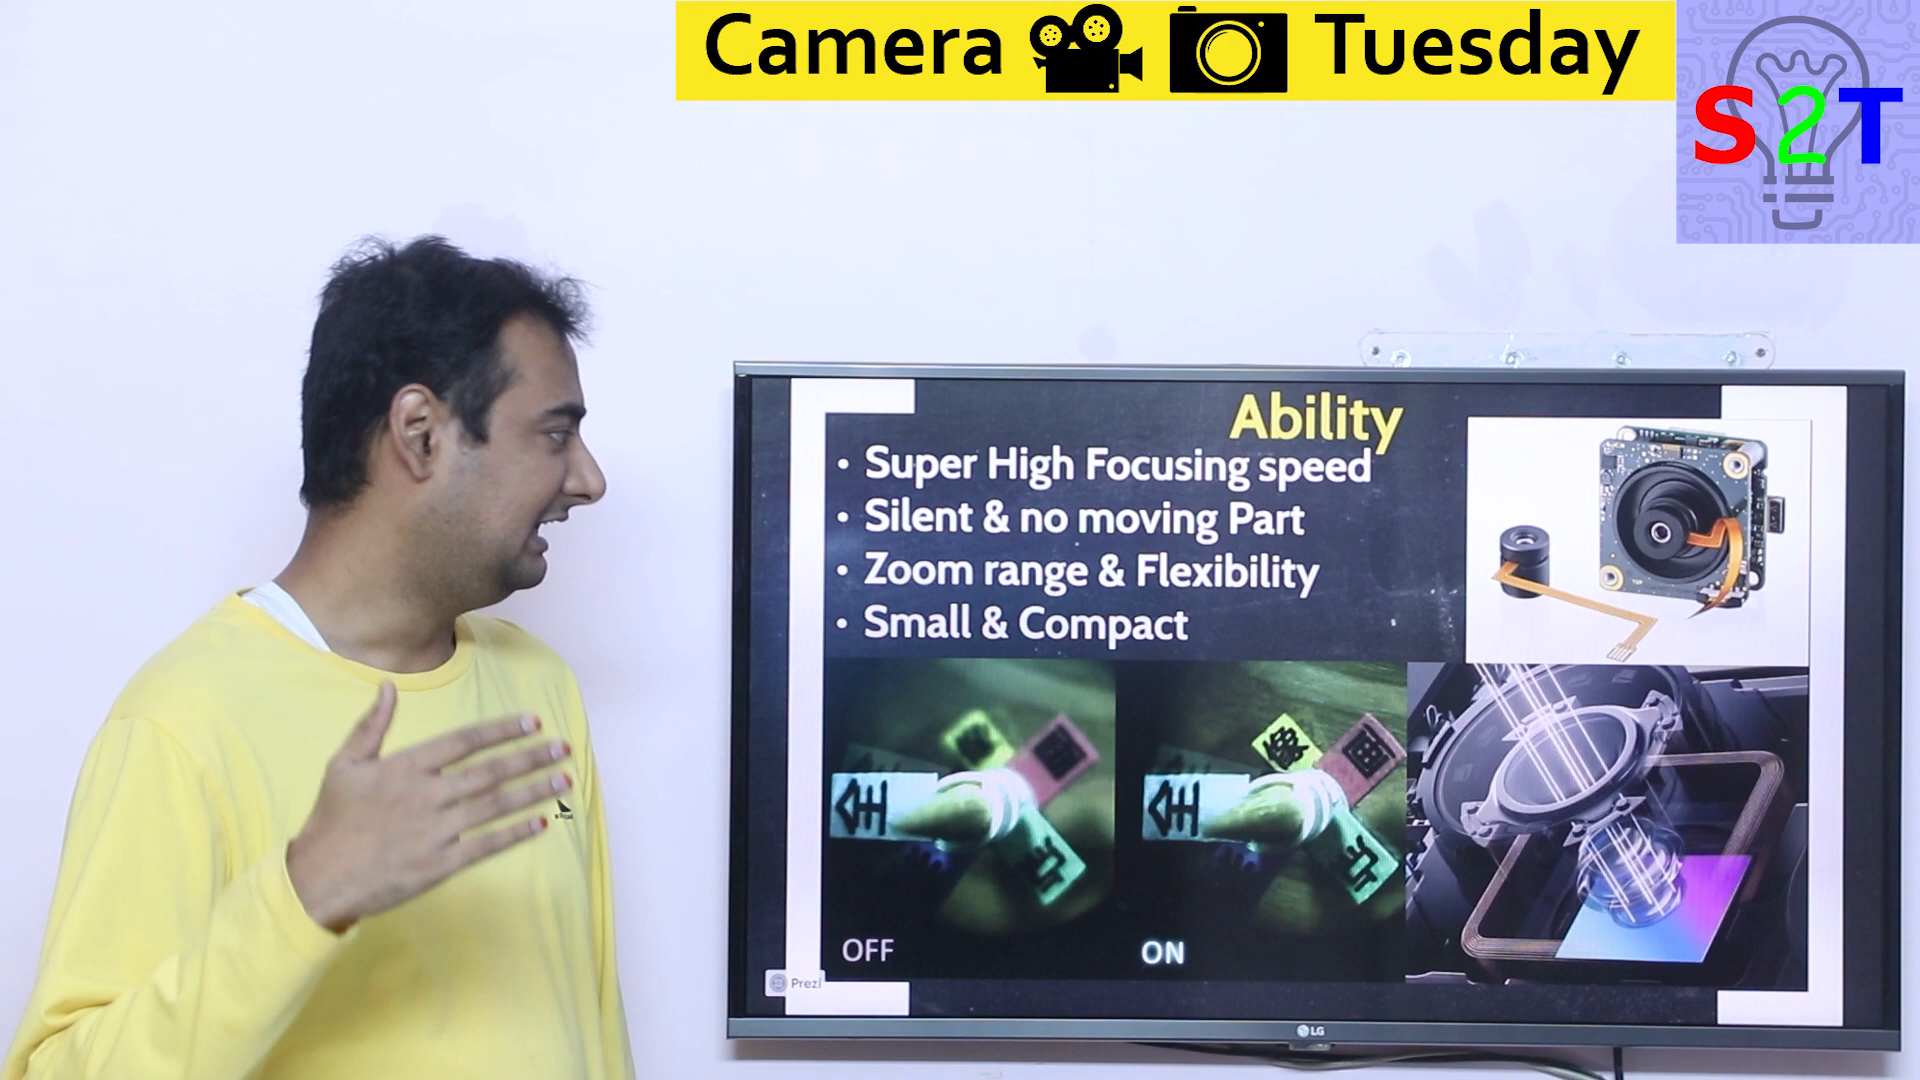 Camera Tuesday
S2T
Ability
• Super High Focusing speed
• Silent & no moving Part
• Zoom range & Flexibility
• Small & Compact
OFF
ON
Prezi
LG